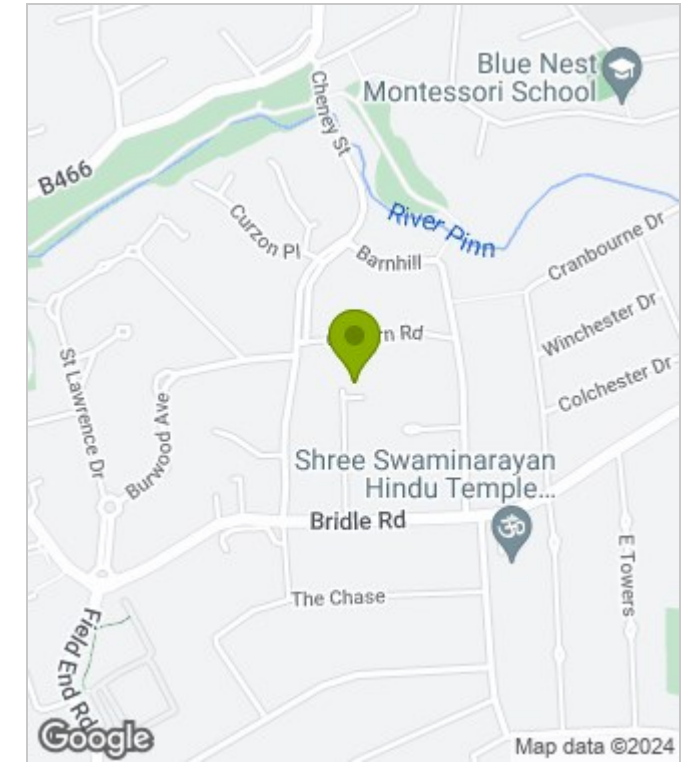 Blue Nest
Montessori School
Cheney St
B466
River Pinn
Curzon Pl
Barnhill
Cranbourne Dr
Winchester Dr
rn Rd
St Lawrence Dr
Colchester Dr
Burwood Ave
Shree Swaminarayan
Hindu Temple...
ॐ
Bridle Rd
E Towers
The Chase
Field End Rd
Google
Map data ©2024